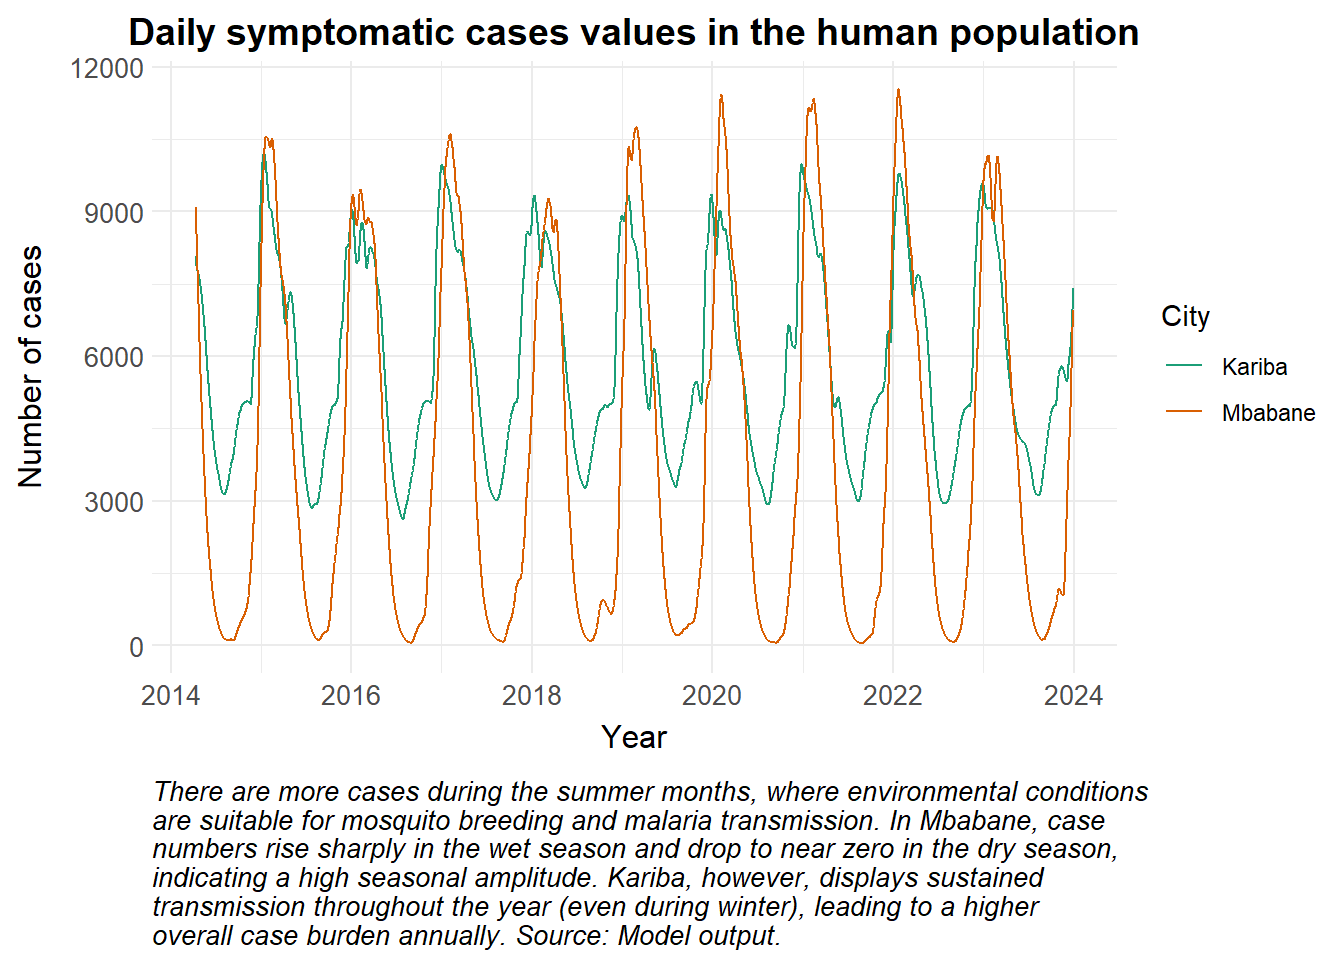 Daily symptomatic cases values in the human population
12000
9000
6000
3000
0
Number of cases
2014
2016
2018
2020
2022
2024
Year
City
Kariba
Mbabane
There are more cases during the summer months, where environmental conditions
are suitable for mosquito breeding and malaria transmission. In Mbabane, case
numbers rise sharply in the wet season and drop to near zero in the dry season,
indicating a high seasonal amplitude. Kariba, however, displays sustained
transmission throughout the year (even during winter), leading to a higher
overall case burden annually. Source: Model output.